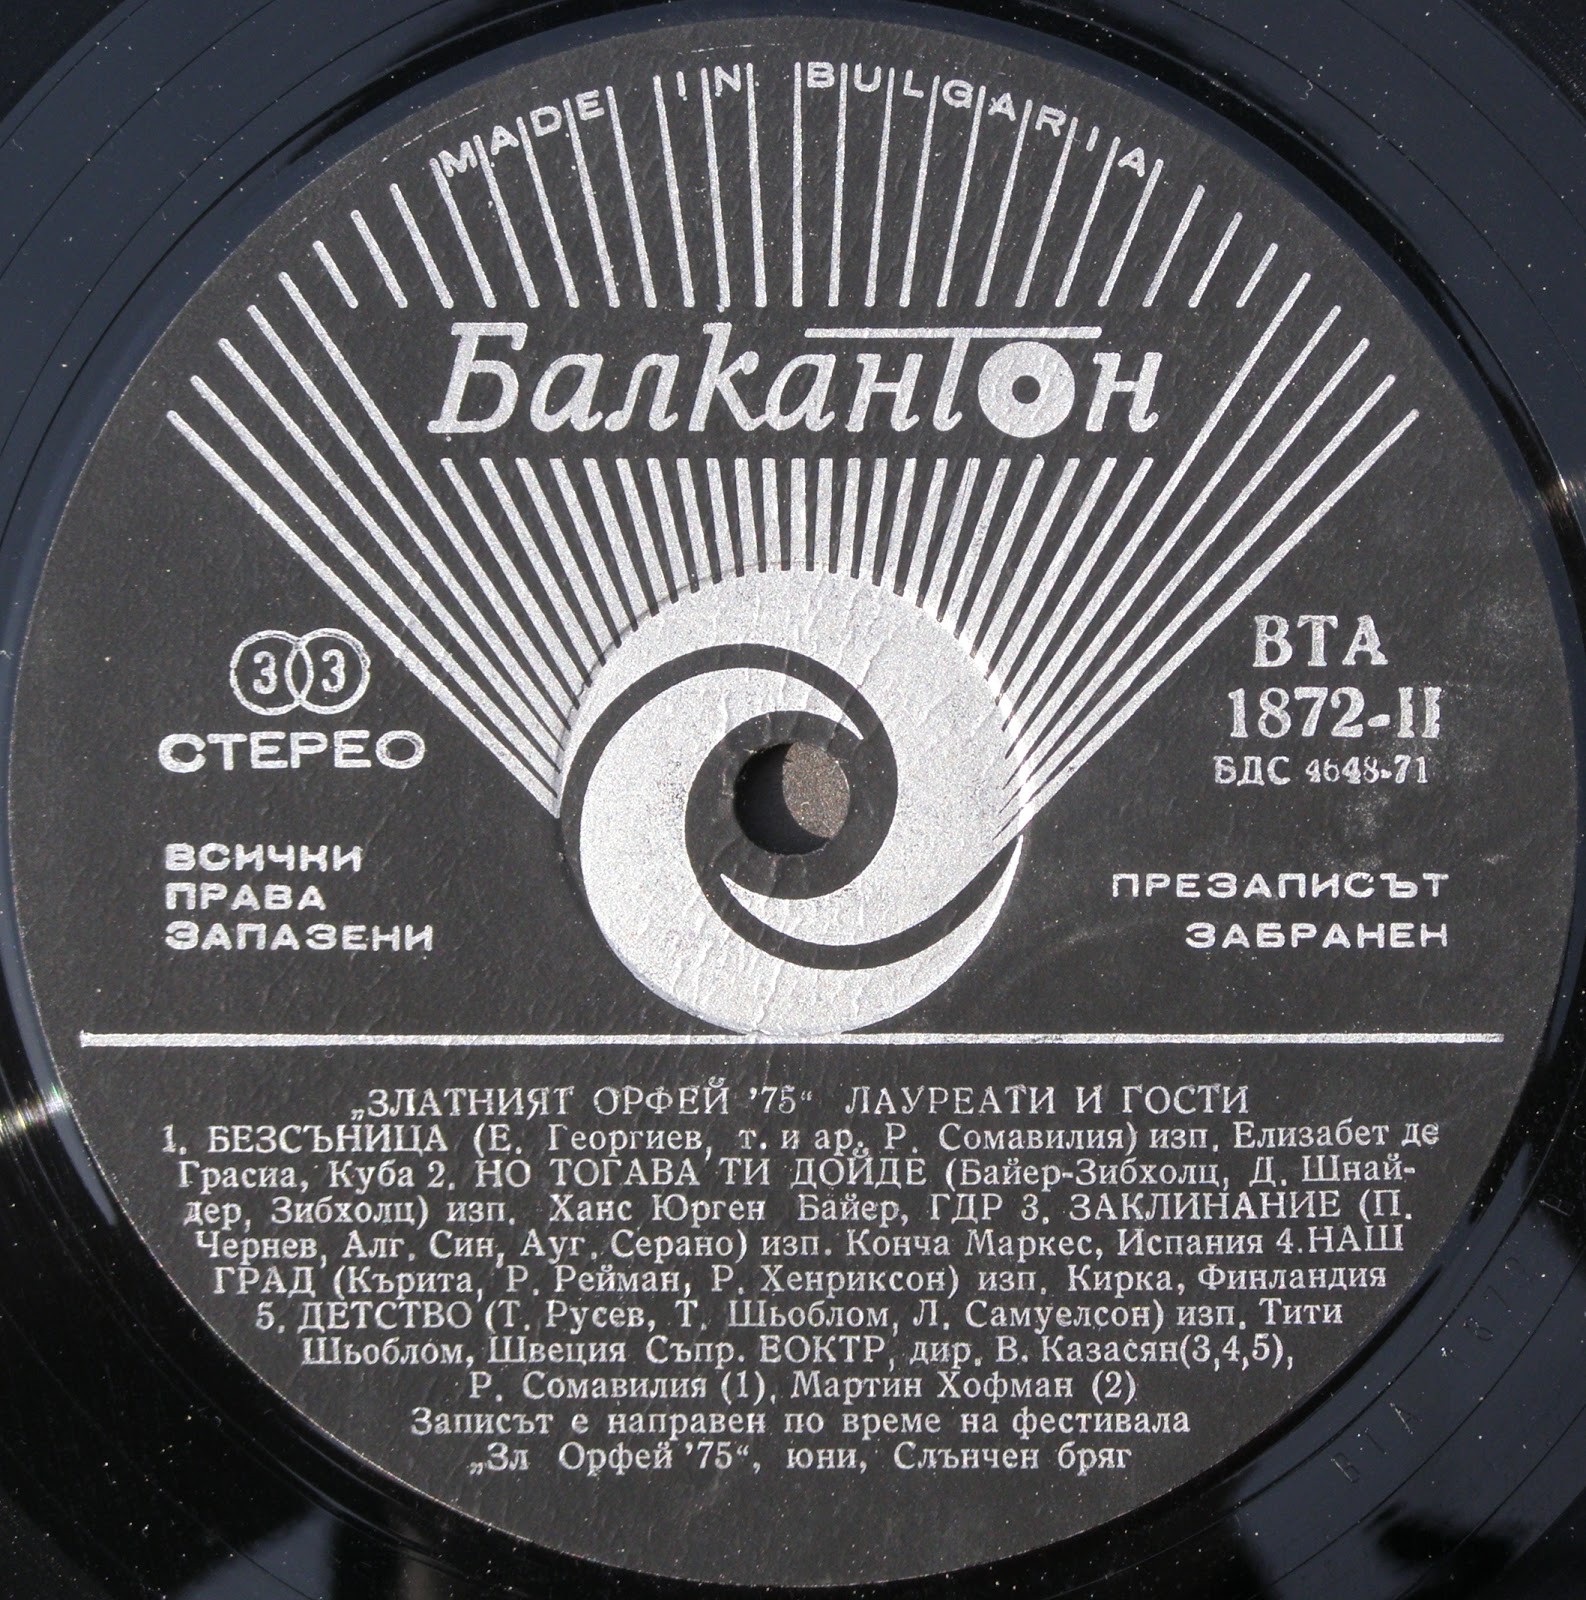 MADE IN BULGARIA
Балкантон
33
СТЕРЕО
ВТА
1872-II
БДС 4648-71
ВСИЧКИ
ПРАВА
ЗАПАЗЕНИ
ПРЕЗАПИСЪТ
ЗАБРАНЕН
„ЗЛАТНИЯТ ОРФЕЙ '75“ ЛАУРЕАТИ И ГОСТИ
1. БЕЗСЪНИЦА (Е. Георгиев, т. и ар. Р. Сомавилия) изп. Елизабет де
Грасиа, Куба 2. НО ТОГАВА ТИ ДОЙДЕ (Байер-Зибхолц, Д. Шнай-
дер, Зибхолц) изп. Ханс Юрген Байер, ГДР 3. ЗАКЛИНАНИЕ (П.
Чернев, Алг. Син, Ауг. Серано) изп. Конча Маркес, Испания 4.НАШ
ГРАД (Кърита, Р. Рейман, Р. Хенриксон) изп. Кирка, Финландия
5. ДЕТСТВО (Т. Русев, Т. Шьоблом, Л. Самуелсон) изп. Тити
Шьоблом, Швеция Съпр. ЕОКТР, дир. В. Казасян(3,4,5),
Р. Сомавилия (1), Мартин Хофман (2)
Записът е направен по време на фестивала
„Зл Орфей '75“, юни, Слънчен бряг